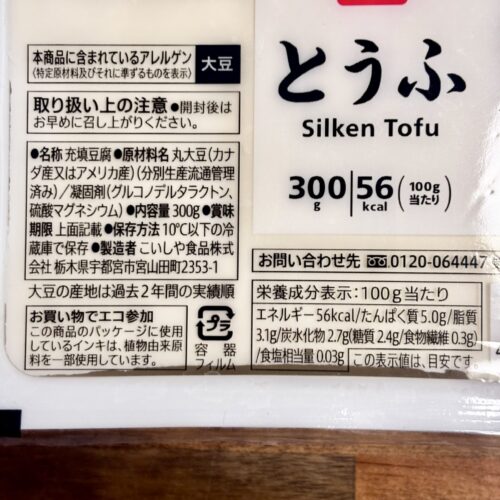 本商品に含まれているアレルゲン
(特定原材料及びそれに準ずるものを表示)
大豆
取り扱い上の注意 ●開封後は
お早めに召し上がりください。
●名称 充填豆腐 ●原材料名 丸大豆(カナ
ダ産又はアメリカ産)(分別生産流通管理
済み)/凝固剤(グルコノデルタラクトン、
硫酸マグネシウム) ●内容量 300g ●賞味
期限 上面記載 ●保存方法 10℃以下の冷
蔵庫で保存 ●製造者 こいしや食品株式会
社 栃木県宇都宮市宮山田町2353-1
大豆の産地は過去2年間の実績順
お買い物でエコ参加
この商品のパッケージに使用
しているインキは、植物由来原
料を一部使用しています。
プラ
容器
フィルム
とうふ
Silken Tofu
300g 56kcal (100g当たり)
お問い合わせ先 0120-064447
栄養成分表示:100g当たり
エネルギー 56kcal/たんぱく質 5.0g/脂質
3.1g/炭水化物 2.7g(糖質 2.4g/食物繊維 0.3g)
/食塩相当量 0.03g この表示値は、目安です。